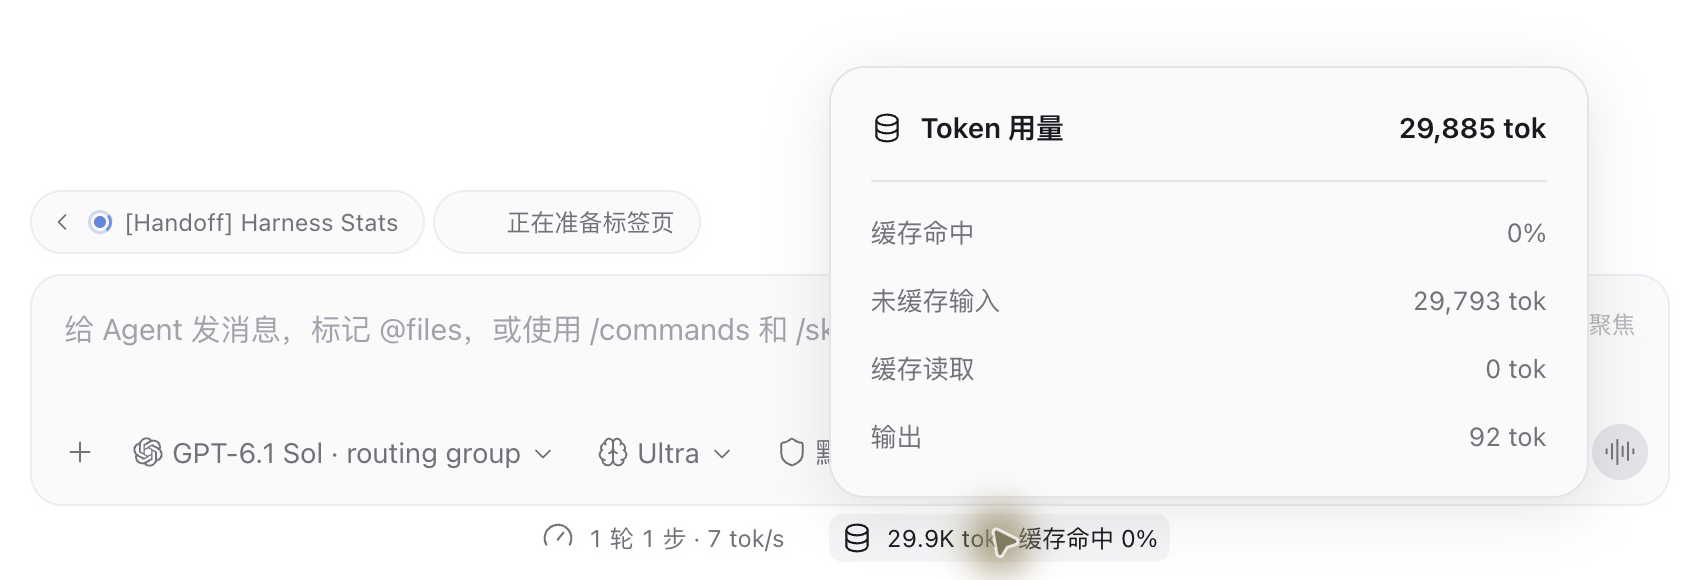 Token 用量 29,885 tok
[Handoff] Harness Stats
正在准备标签页
缓存命中 0%
未缓存输入 29,793 tok
缓存读取 0 tok
输出 92 tok
给 Agent 发消息，标记 @files，或使用 /commands 和 /sk
聚焦
GPT-6.1 Sol · routing group
Ultra
1 轮 1 步 · 7 tok/s
29.9K tok 缓存命中 0%